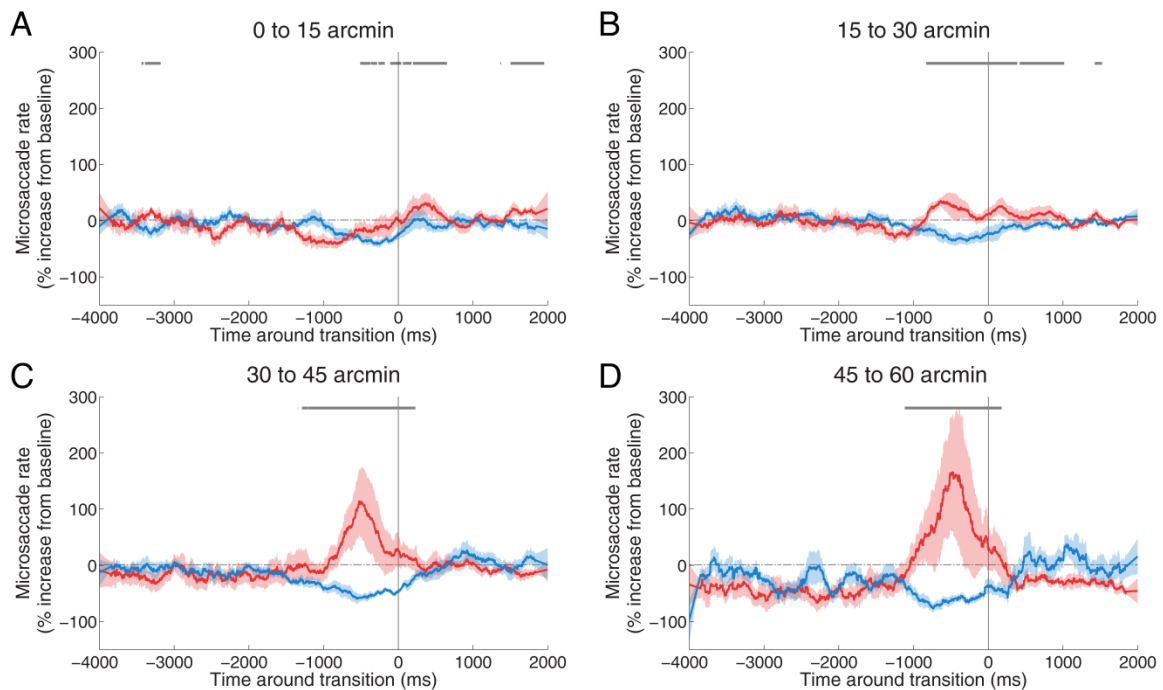 A
0 to 15 arcmin
Microsaccade rate
(% increase from baseline)
300
200
100
0
−100
−4000 −3000 −2000 −1000 0 1000 2000
Time around transition (ms)
B
15 to 30 arcmin
Microsaccade rate
(% increase from baseline)
300
200
100
0
−100
−4000 −3000 −2000 −1000 0 1000 2000
Time around transition (ms)
C
30 to 45 arcmin
Microsaccade rate
(% increase from baseline)
300
200
100
0
−100
−4000 −3000 −2000 −1000 0 1000 2000
Time around transition (ms)
D
45 to 60 arcmin
Microsaccade rate
(% increase from baseline)
300
200
100
0
−100
−4000 −3000 −2000 −1000 0 1000 2000
Time around transition (ms)